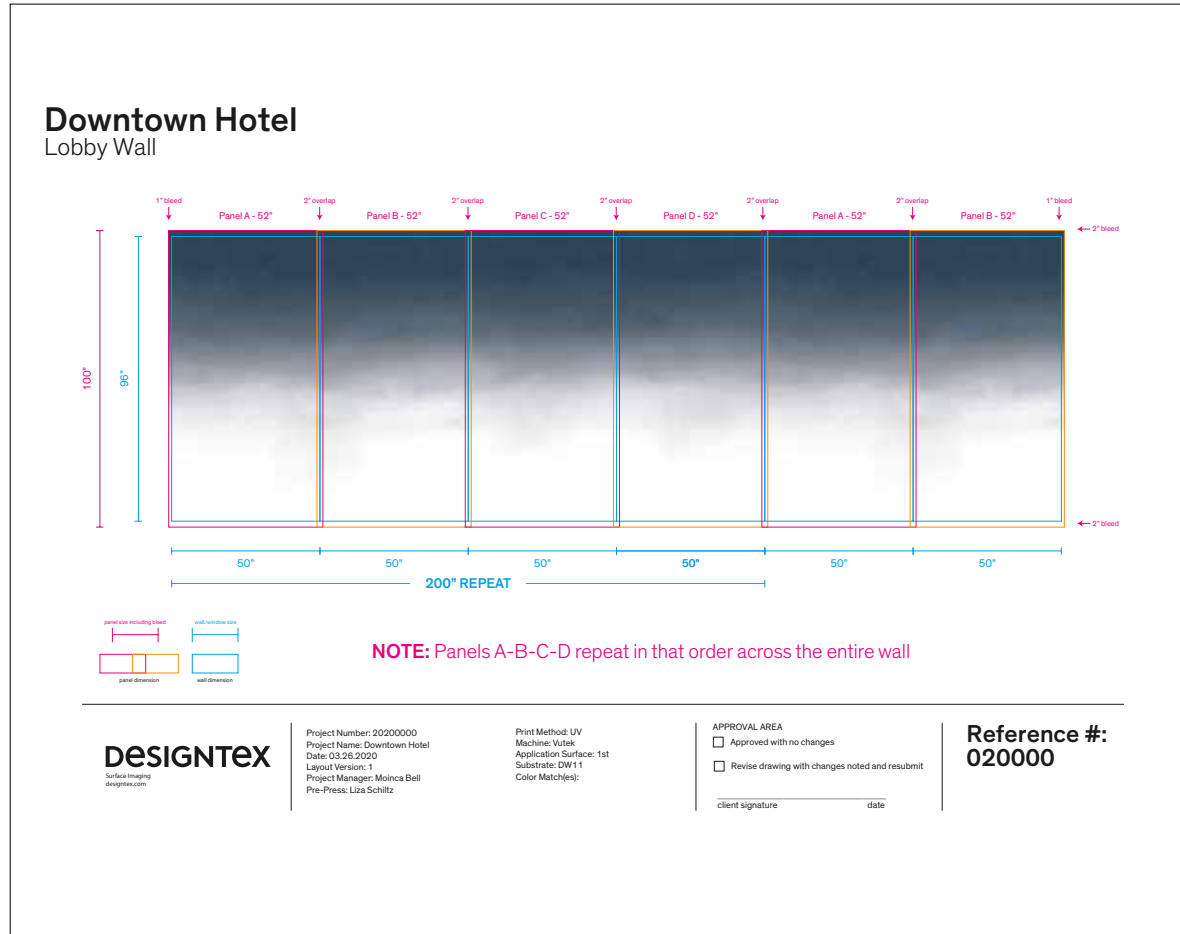 Downtown Hotel
Lobby Wall
1" bleed
2" overlap
2" overlap
2" overlap
2" overlap
2" overlap
1" bleed
Panel A - 52"
Panel B - 52"
Panel C - 52"
Panel D - 52"
Panel A - 52"
Panel B - 52"
2" bleed
100"
96"
2" bleed
50"
50"
50"
50"
50"
50"
200" REPEAT
panel size including bleed
wall/window size
panel dimension
wall dimension
NOTE: Panels A-B-C-D repeat in that order across the entire wall
DESIGNTEX
Surface Imaging
designtex.com
Project Number: 20200000
Project Name: Downtown Hotel
Date: 03.26.2020
Layout Version: 1
Project Manager: Moinca Bell
Pre-Press: Liza Schiltz
Print Method: UV
Machine: Vutek
Application Surface: 1st
Substrate: DW11
Color Match(es):
APPROVAL AREA
Approved with no changes
Revise drawing with changes noted and resubmit
client signature date
Reference #:
020000